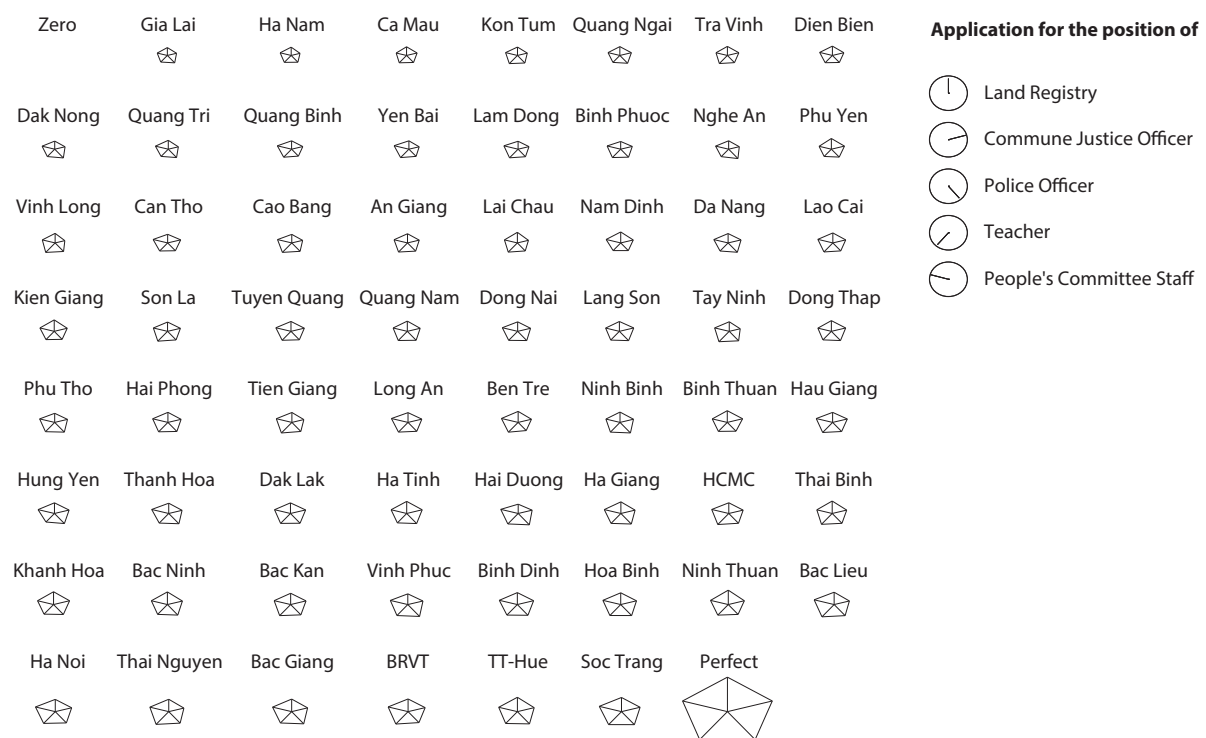 Zero Gia Lai Ha Nam Ca Mau Kon Tum Quang Ngai Tra Vinh Dien Bien
Dak Nong Quang Tri Quang Binh Yen Bai Lam Dong Binh Phuoc Nghe An Phu Yen
Vinh Long Can Tho Cao Bang An Giang Lai Chau Nam Dinh Da Nang Lao Cai
Kien Giang Son La Tuyen Quang Quang Nam Dong Nai Lang Son Tay Ninh Dong Thap
Phu Tho Hai Phong Tien Giang Long An Ben Tre Ninh Binh Binh Thuan Hau Giang
Hung Yen Thanh Hoa Dak Lak Ha Tinh Hai Duong Ha Giang HCMC Thai Binh
Khanh Hoa Bac Ninh Bac Kan Vinh Phuc Binh Dinh Hoa Binh Ninh Thuan Bac Lieu
Ha Noi Thai Nguyen Bac Giang BRVT TT-Hue Soc Trang Perfect
Application for the position of
Land Registry
Commune Justice Officer
Police Officer
Teacher
People's Committee Staff